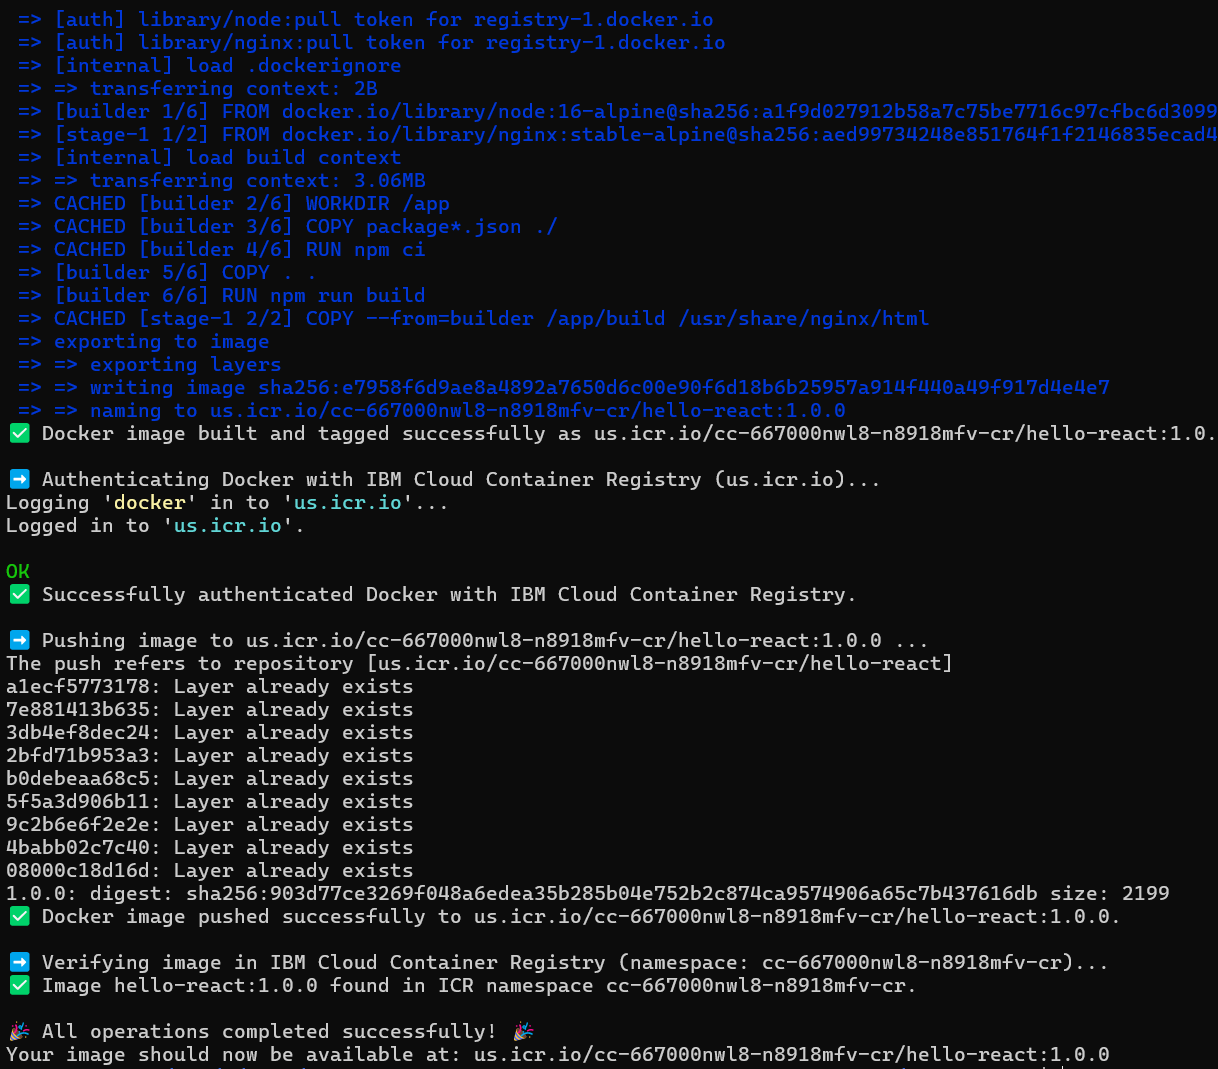 => [auth] library/node:pull token for registry-1.docker.io
=> [auth] library/nginx:pull token for registry-1.docker.io
=> [internal] load .dockerignore
=> => transferring context: 2B
=> [builder 1/6] FROM docker.io/library/node:16-alpine@sha256:a1f9d027912b58a7c75be7716c97cfbc6d3099
=> [stage-1 1/2] FROM docker.io/library/nginx:stable-alpine@sha256:aed99734248e851764f1f2146835ecad4
=> [internal] load build context
=> => transferring context: 3.06MB
=> CACHED [builder 2/6] WORKDIR /app
=> CACHED [builder 3/6] COPY package*.json ./
=> CACHED [builder 4/6] RUN npm ci
=> [builder 5/6] COPY . .
=> [builder 6/6] RUN npm run build
=> CACHED [stage-1 2/2] COPY --from=builder /app/build /usr/share/nginx/html
=> exporting to image
=> => exporting layers
=> => writing image sha256:e7958f6d9ae8a4892a7650d6c00e90f6d18b6b25957a914f440a49f917d4e4e7
=> => naming to us.icr.io/cc-667000nwl8-n8918mfv-cr/hello-react:1.0.0
✅ Docker image built and tagged successfully as us.icr.io/cc-667000nwl8-n8918mfv-cr/hello-react:1.0.
➡️ Authenticating Docker with IBM Cloud Container Registry (us.icr.io)...
Logging 'docker' in to 'us.icr.io'...
Logged in to 'us.icr.io'.
OK
✅ Successfully authenticated Docker with IBM Cloud Container Registry.
➡️ Pushing image to us.icr.io/cc-667000nwl8-n8918mfv-cr/hello-react:1.0.0 ...
The push refers to repository [us.icr.io/cc-667000nwl8-n8918mfv-cr/hello-react]
a1ecf5773178: Layer already exists
7e881413b635: Layer already exists
3db4ef8dec24: Layer already exists
2bfd71b953a3: Layer already exists
b0debeaa68c5: Layer already exists
5f5a3d906b11: Layer already exists
9c2b6e6f2e2e: Layer already exists
4babb02c7c40: Layer already exists
08000c18d16d: Layer already exists
1.0.0: digest: sha256:903d77ce3269f048a6edea35b285b04e752b2c874ca9574906a65c7b437616db size: 2199
✅ Docker image pushed successfully to us.icr.io/cc-667000nwl8-n8918mfv-cr/hello-react:1.0.0.
➡️ Verifying image in IBM Cloud Container Registry (namespace: cc-667000nwl8-n8918mfv-cr)...
✅ Image hello-react:1.0.0 found in ICR namespace cc-667000nwl8-n8918mfv-cr.
🎉 All operations completed successfully! 🎉
Your image should now be available at: us.icr.io/cc-667000nwl8-n8918mfv-cr/hello-react:1.0.0